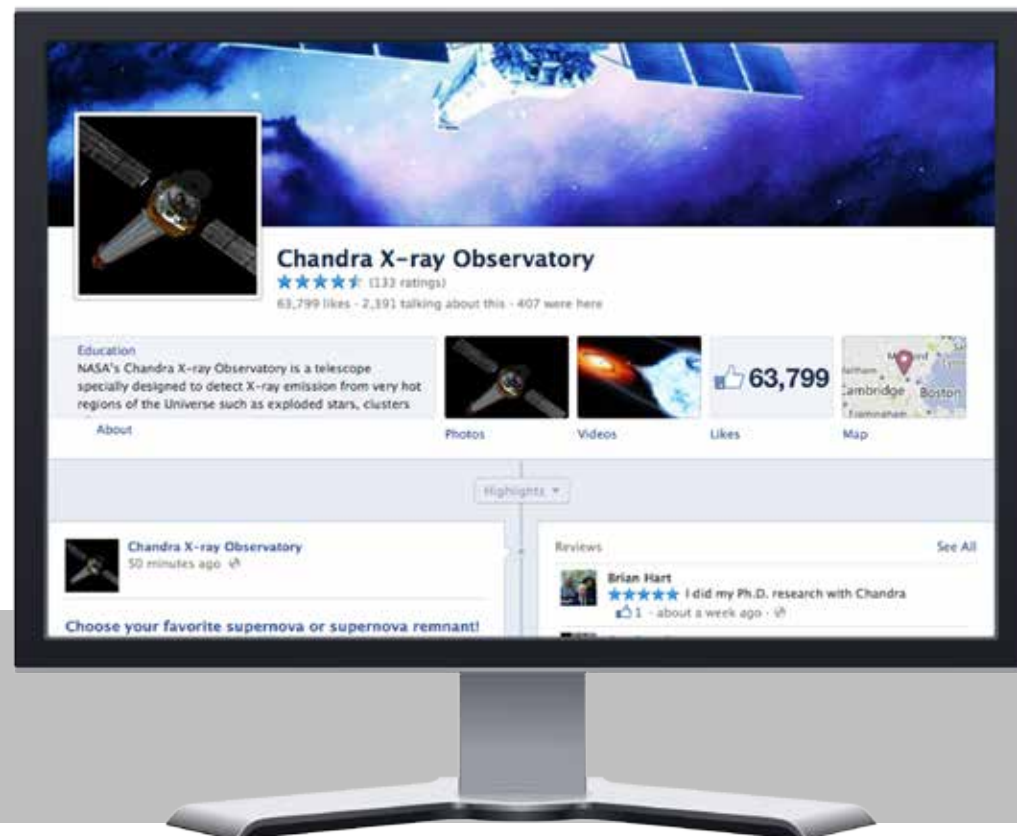 Chandra X-ray Observatory
(133 ratings)
63,799 likes · 2,391 talking about this · 407 were here
Education
NASA's Chandra X-ray Observatory is a telescope
specially designed to detect X-ray emission from very hot
regions of the Universe such as exploded stars, clusters
About
63,799
Cambridge Boston
Photos
Videos
Likes
Map
Highlights
Chandra X-ray Observatory
50 minutes ago
Choose your favorite supernova or supernova remnant!
Reviews
See All
Brian Hart
I did my Ph.D. research with Chandra
1 · about a week ago ·